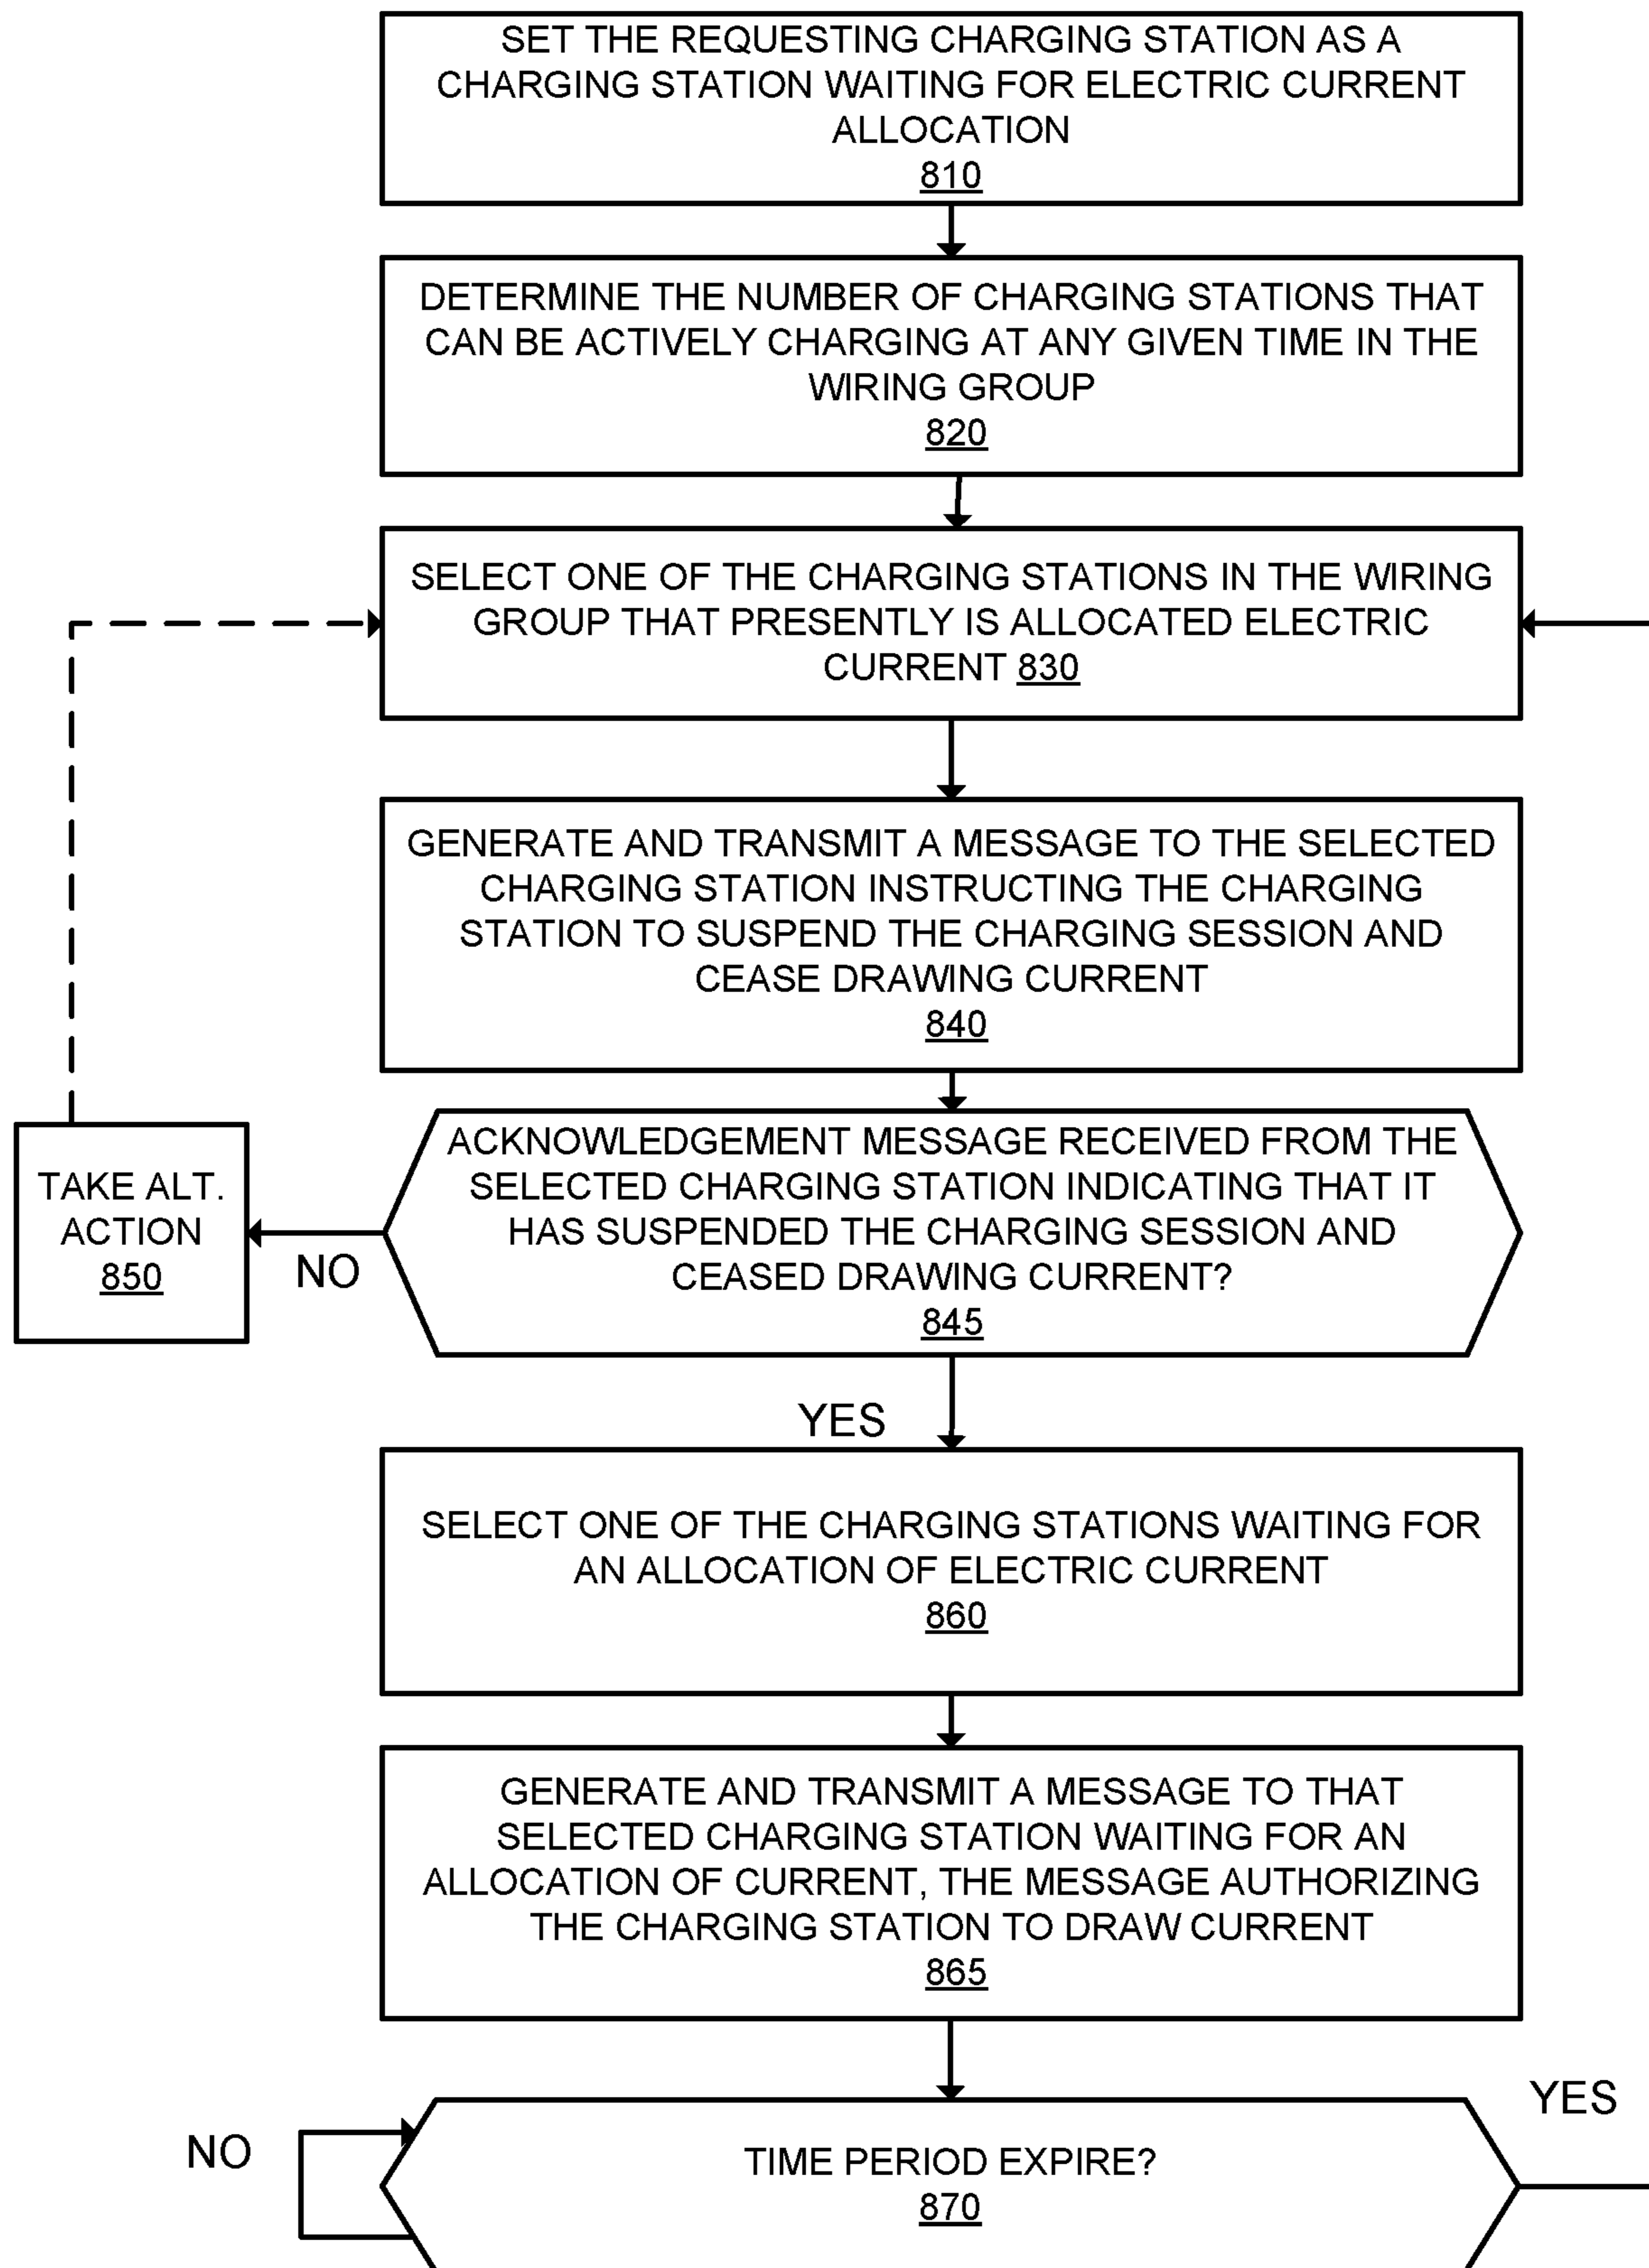 SET THE REQUESTING CHARGING STATION AS A
CHARGING STATION WAITING FOR ELECTRIC CURRENT
ALLOCATION
810
DETERMINE THE NUMBER OF CHARGING STATIONS THAT
CAN BE ACTIVELY CHARGING AT ANY GIVEN TIME IN THE
WIRING GROUP
820
SELECT ONE OF THE CHARGING STATIONS IN THE WIRING
GROUP THAT PRESENTLY IS ALLOCATED ELECTRIC
CURRENT 830
GENERATE AND TRANSMIT A MESSAGE TO THE SELECTED
CHARGING STATION INSTRUCTING THE CHARGING
STATION TO SUSPEND THE CHARGING SESSION AND
CEASE DRAWING CURRENT
840
ACKNOWLEDGEMENT MESSAGE RECEIVED FROM THE
SELECTED CHARGING STATION INDICATING THAT IT
HAS SUSPENDED THE CHARGING SESSION AND
CEASED DRAWING CURRENT?
845
NO
TAKE ALT.
ACTION
850
YES
SELECT ONE OF THE CHARGING STATIONS WAITING FOR
AN ALLOCATION OF ELECTRIC CURRENT
860
GENERATE AND TRANSMIT A MESSAGE TO THAT
SELECTED CHARGING STATION WAITING FOR AN
ALLOCATION OF CURRENT, THE MESSAGE AUTHORIZING
THE CHARGING STATION TO DRAW CURRENT
865
YES
NO
TIME PERIOD EXPIRE?
870